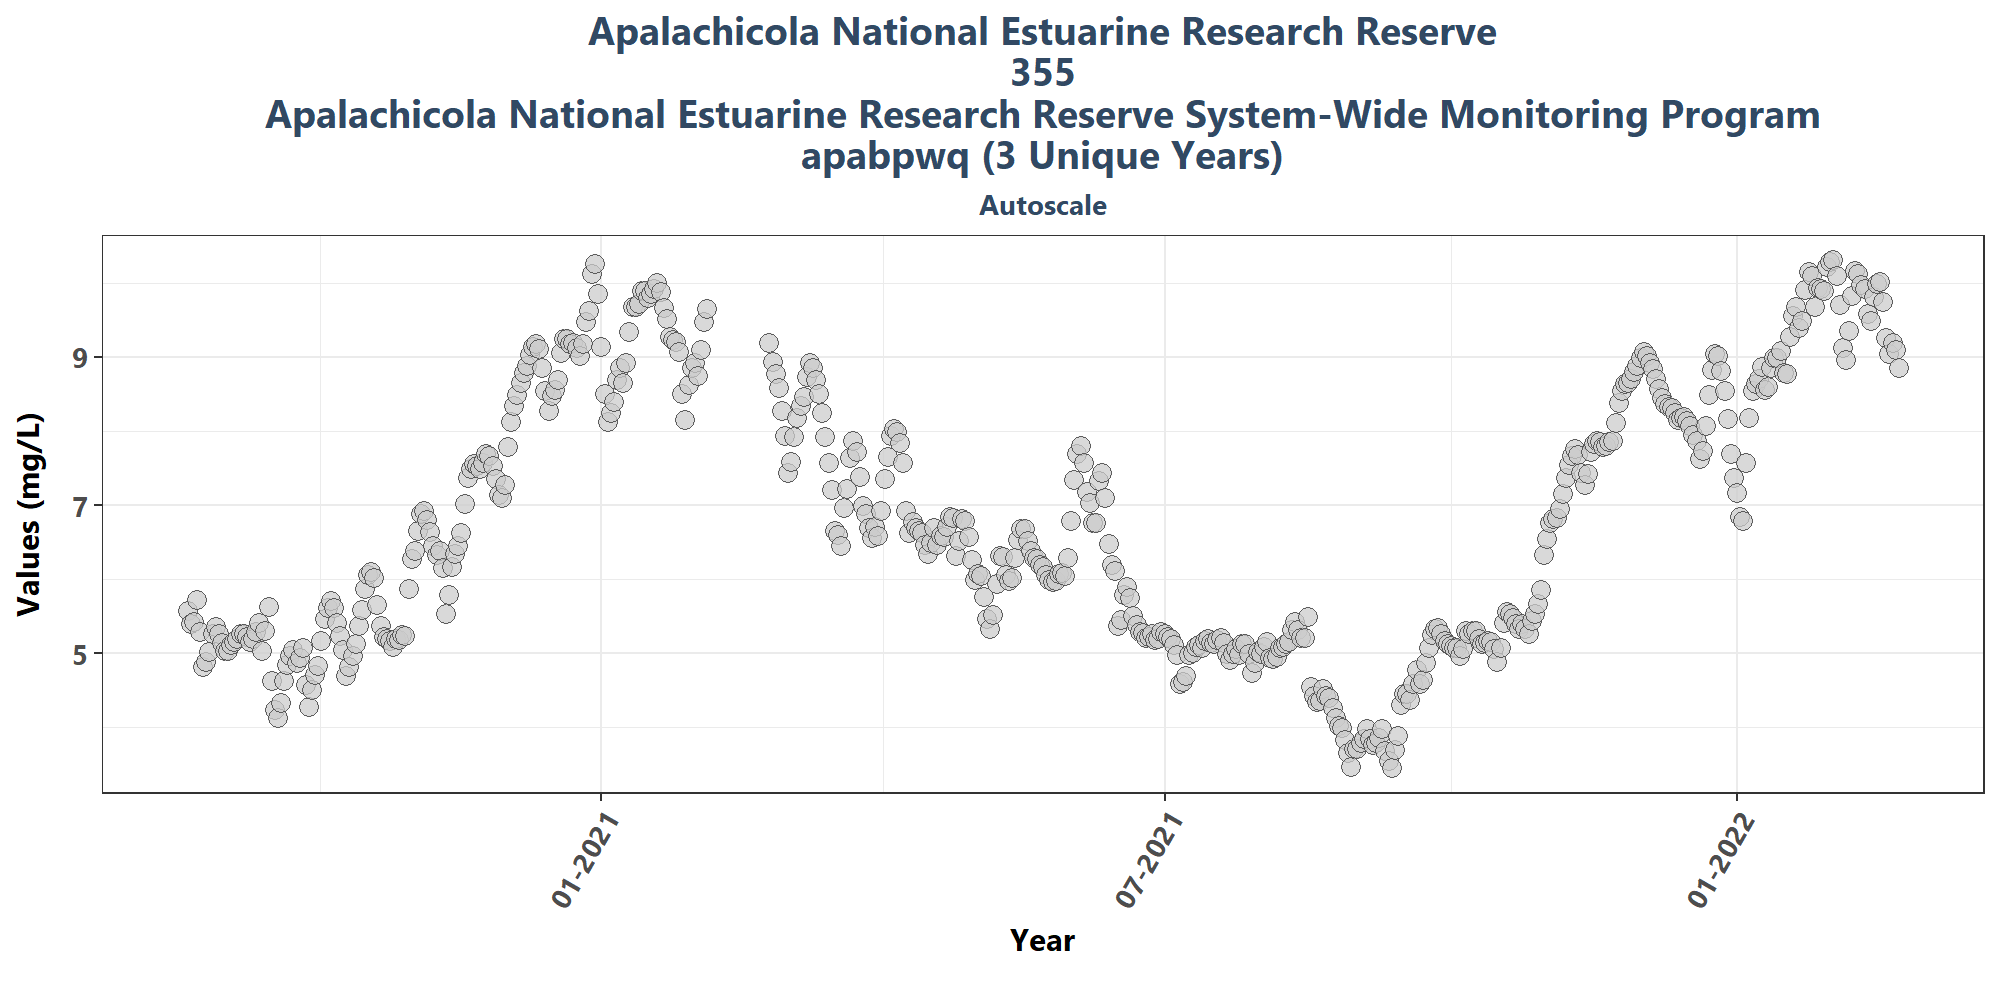 Apalachicola National Estuarine Research Reserve
355
Apalachicola National Estuarine Research Reserve System-Wide Monitoring Program
apabpwq (3 Unique Years)
Autoscale
Values (mg/L)
9
7
5
01-2021
07-2021
01-2022
Year